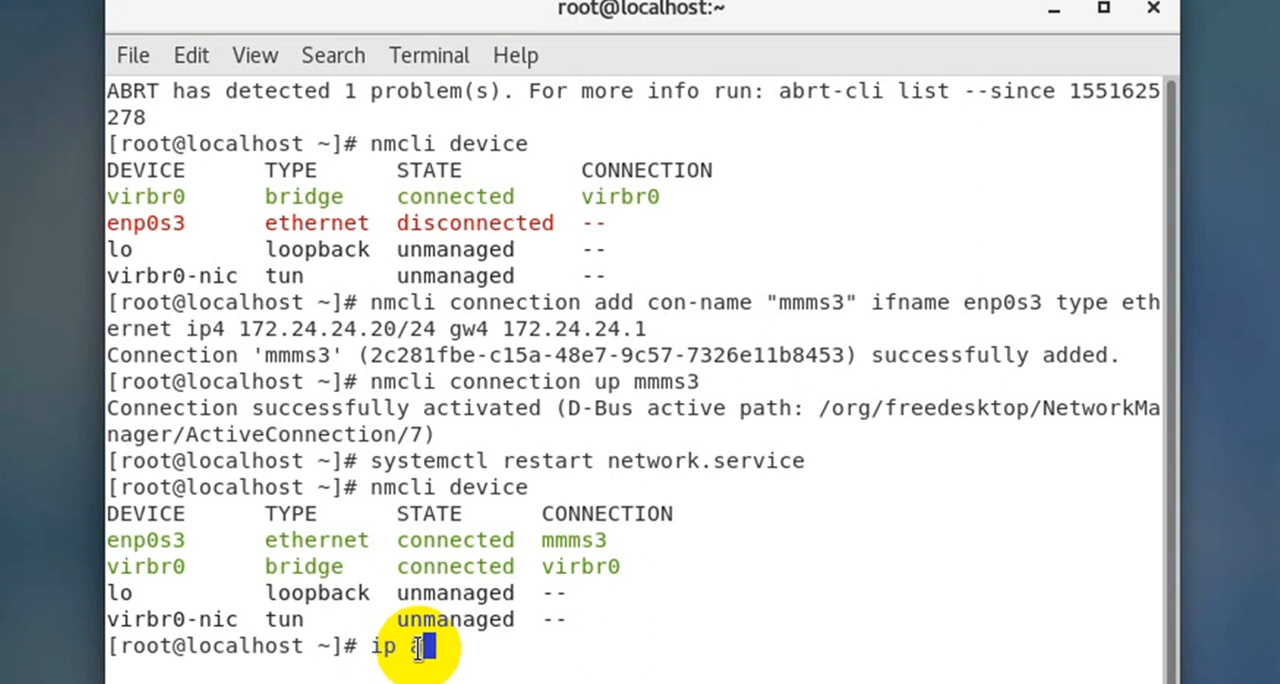 root@localhost:~
File Edit View Search Terminal Help
ABRT has detected 1 problem(s). For more info run: abrt-cli list --since 1551625
278
[root@localhost ~]# nmcli device
DEVICE TYPE STATE CONNECTION
virbr0 bridge connected virbr0
enp0s3 ethernet disconnected --
lo loopback unmanaged --
virbr0-nic tun unmanaged --
[root@localhost ~]# nmcli connection add con-name "mmms3" ifname enp0s3 type eth
ernet ip4 172.24.24.20/24 gw4 172.24.24.1
Connection 'mmms3' (2c281fbe-c15a-48e7-9c57-7326e11b8453) successfully added.
[root@localhost ~]# nmcli connection up mmms3
Connection successfully activated (D-Bus active path: /org/freedesktop/NetworkMa
nager/ActiveConnection/7)
[root@localhost ~]# systemctl restart network.service
[root@localhost ~]# nmcli device
DEVICE TYPE STATE CONNECTION
enp0s3 ethernet connected mmms3
virbr0 bridge connected virbr0
lo loopback unmanaged --
virbr0-nic tun unmanaged --
[root@localhost ~]# ip a